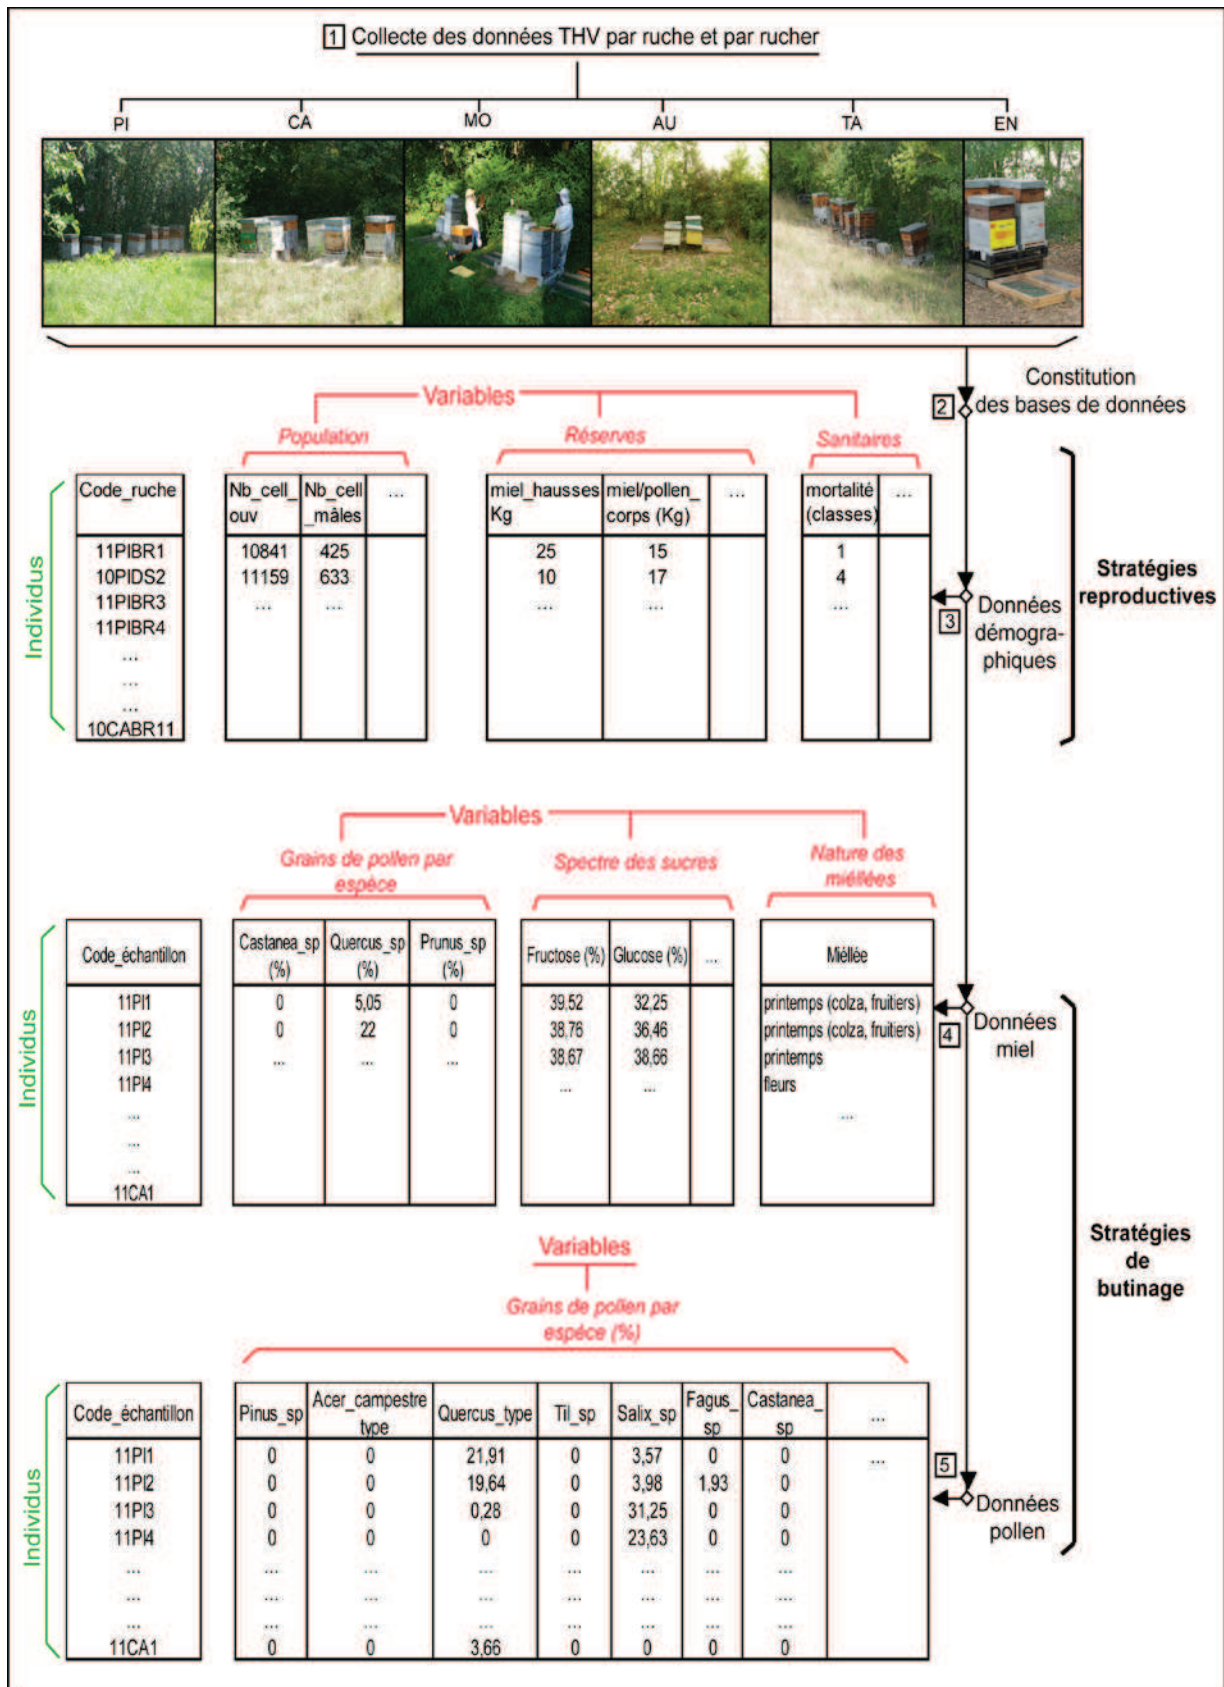 1 Collecte des données THV par ruche et par rucher
PI CA MO AU TA EN
Constitution
2 des bases de données
Variables
Population Réserves Sanitaires
Individus
Code_ruche
11PIBR1
10PIDS2
11PIBR3
11PIBR4
...
...
...
10CABR11
Nb_cell_ouv Nb_cell_mâles ...
10841 425
11159 633
... ...
miel_hausses Kg miel/pollen_corps (Kg) ...
25 15
10 17
... ...
mortalité (classes) ...
1
4
...
3 Données
démogra-
phiques
Stratégies
reproductives
Variables
Grains de pollen par
espèce
Spectre des sucres
Nature des
miéllées
Individus
Code_échantillon
11PI1
11PI2
11PI3
11PI4
...
...
...
11CA1
Castanea_sp (%) Quercus_sp (%) Prunus_sp (%)
0 5,05 0
0 22 0
... ... ...
Fructose (%) Glucose (%) ...
39,52 32,25
38,76 36,46
38,67 38,66
... ...
Miéllée
printemps (colza, fruitiers)
printemps (colza, fruitiers)
printemps
fleurs
...
4 Données
miel
Variables
Grains de pollen par
espèce (%)
Individus
Code_échantillon Pinus_sp Acer_campestre type Quercus_type Til_sp Salix_sp Fagus_sp Castanea_sp ...
11PI1 0 0 21,91 0 3,57 0 0 ...
11PI2 0 0 19,64 0 3,98 1,93 0
11PI3 0 0 0,28 0 31,25 0 0
11PI4 0 0 0 0 23,63 0 0
... ... ... ... ... ... ... ...
... ... ... ... ... ... ... ...
... ... ... ... ... ... ... ...
11CA1 0 0 3,66 0 0 0 0
5 Données
pollen
Stratégies
de
butinage